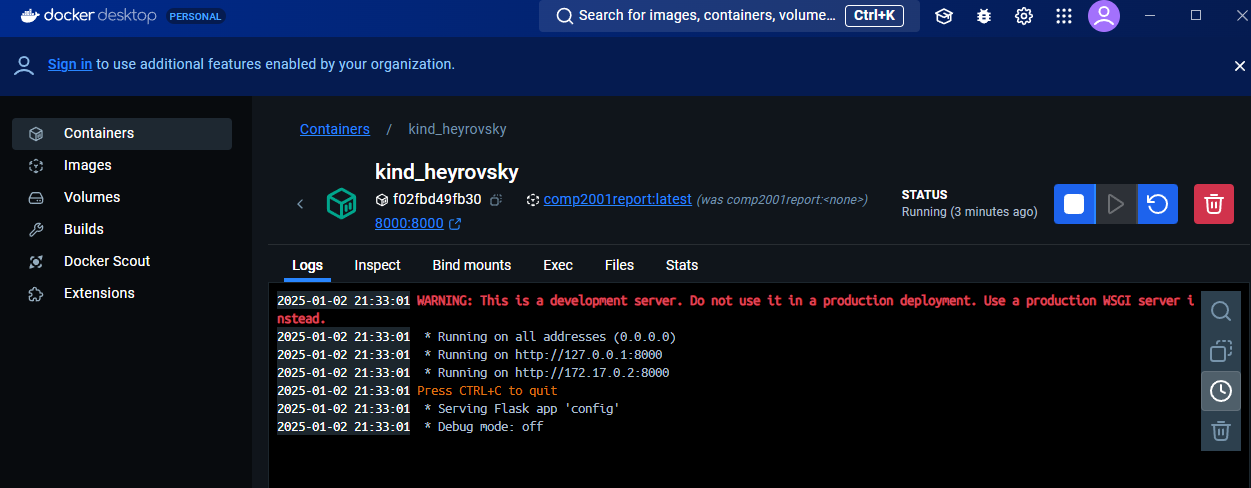 docker desktop PERSONAL
Search for images, containers, volume... Ctrl+K
Sign in to use additional features enabled by your organization.
Containers
Images
Volumes
Builds
Docker Scout
Extensions
Containers / kind_heyrovsky
kind_heyrovsky
f02fbd49fb30 comp2001report:latest (was comp2001report:<none>)
8000:8000
STATUS
Running (3 minutes ago)
Logs Inspect Bind mounts Exec Files Stats
2025-01-02 21:33:01 WARNING: This is a development server. Do not use it in a production deployment. Use a production WSGI server i
nstead.
2025-01-02 21:33:01  * Running on all addresses (0.0.0.0)
2025-01-02 21:33:01  * Running on http://127.0.0.1:8000
2025-01-02 21:33:01  * Running on http://172.17.0.2:8000
2025-01-02 21:33:01 Press CTRL+C to quit
2025-01-02 21:33:01  * Serving Flask app 'config'
2025-01-02 21:33:01  * Debug mode: off